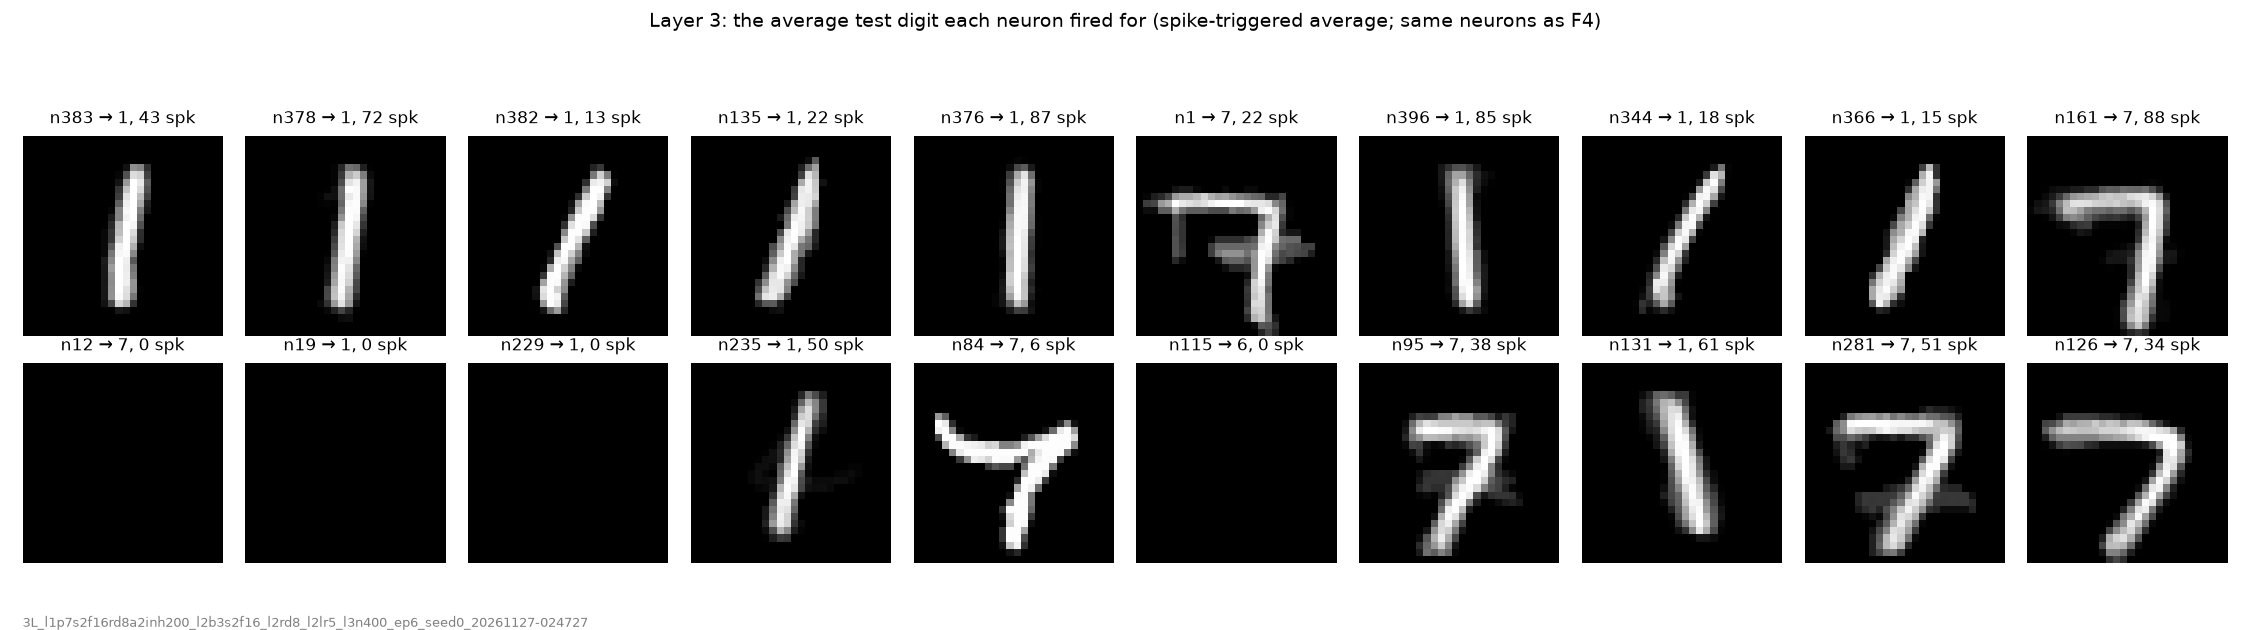 Layer 3: the average test digit each neuron fired for (spike-triggered average; same neurons as F4)
n383 → 1, 43 spk
n378 → 1, 72 spk
n382 → 1, 13 spk
n135 → 1, 22 spk
n376 → 1, 87 spk
n1 → 7, 22 spk
n396 → 1, 85 spk
n344 → 1, 18 spk
n366 → 1, 15 spk
n161 → 7, 88 spk
n12 → 7, 0 spk
n19 → 1, 0 spk
n229 → 1, 0 spk
n235 → 1, 50 spk
n84 → 7, 6 spk
n115 → 6, 0 spk
n95 → 7, 38 spk
n131 → 1, 61 spk
n281 → 7, 51 spk
n126 → 7, 34 spk
3L_l1p7s2f16rd8a2inh200_l2b3s2f16_l2rd8_l2lr5_l3n400_ep6_seed0_20261127-024727